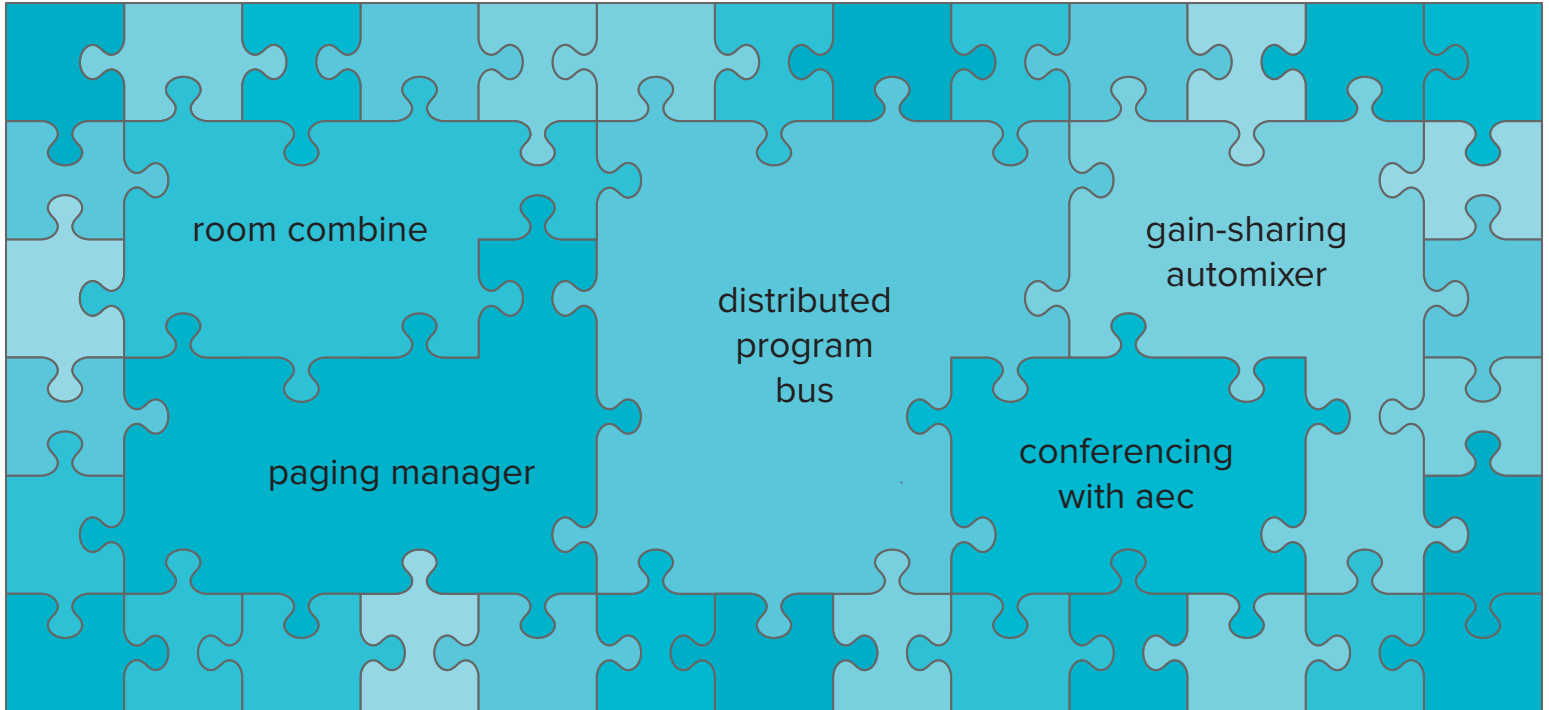 room combine
gain-sharing
automixer
distributed
program
bus
paging manager
conferencing
with aec